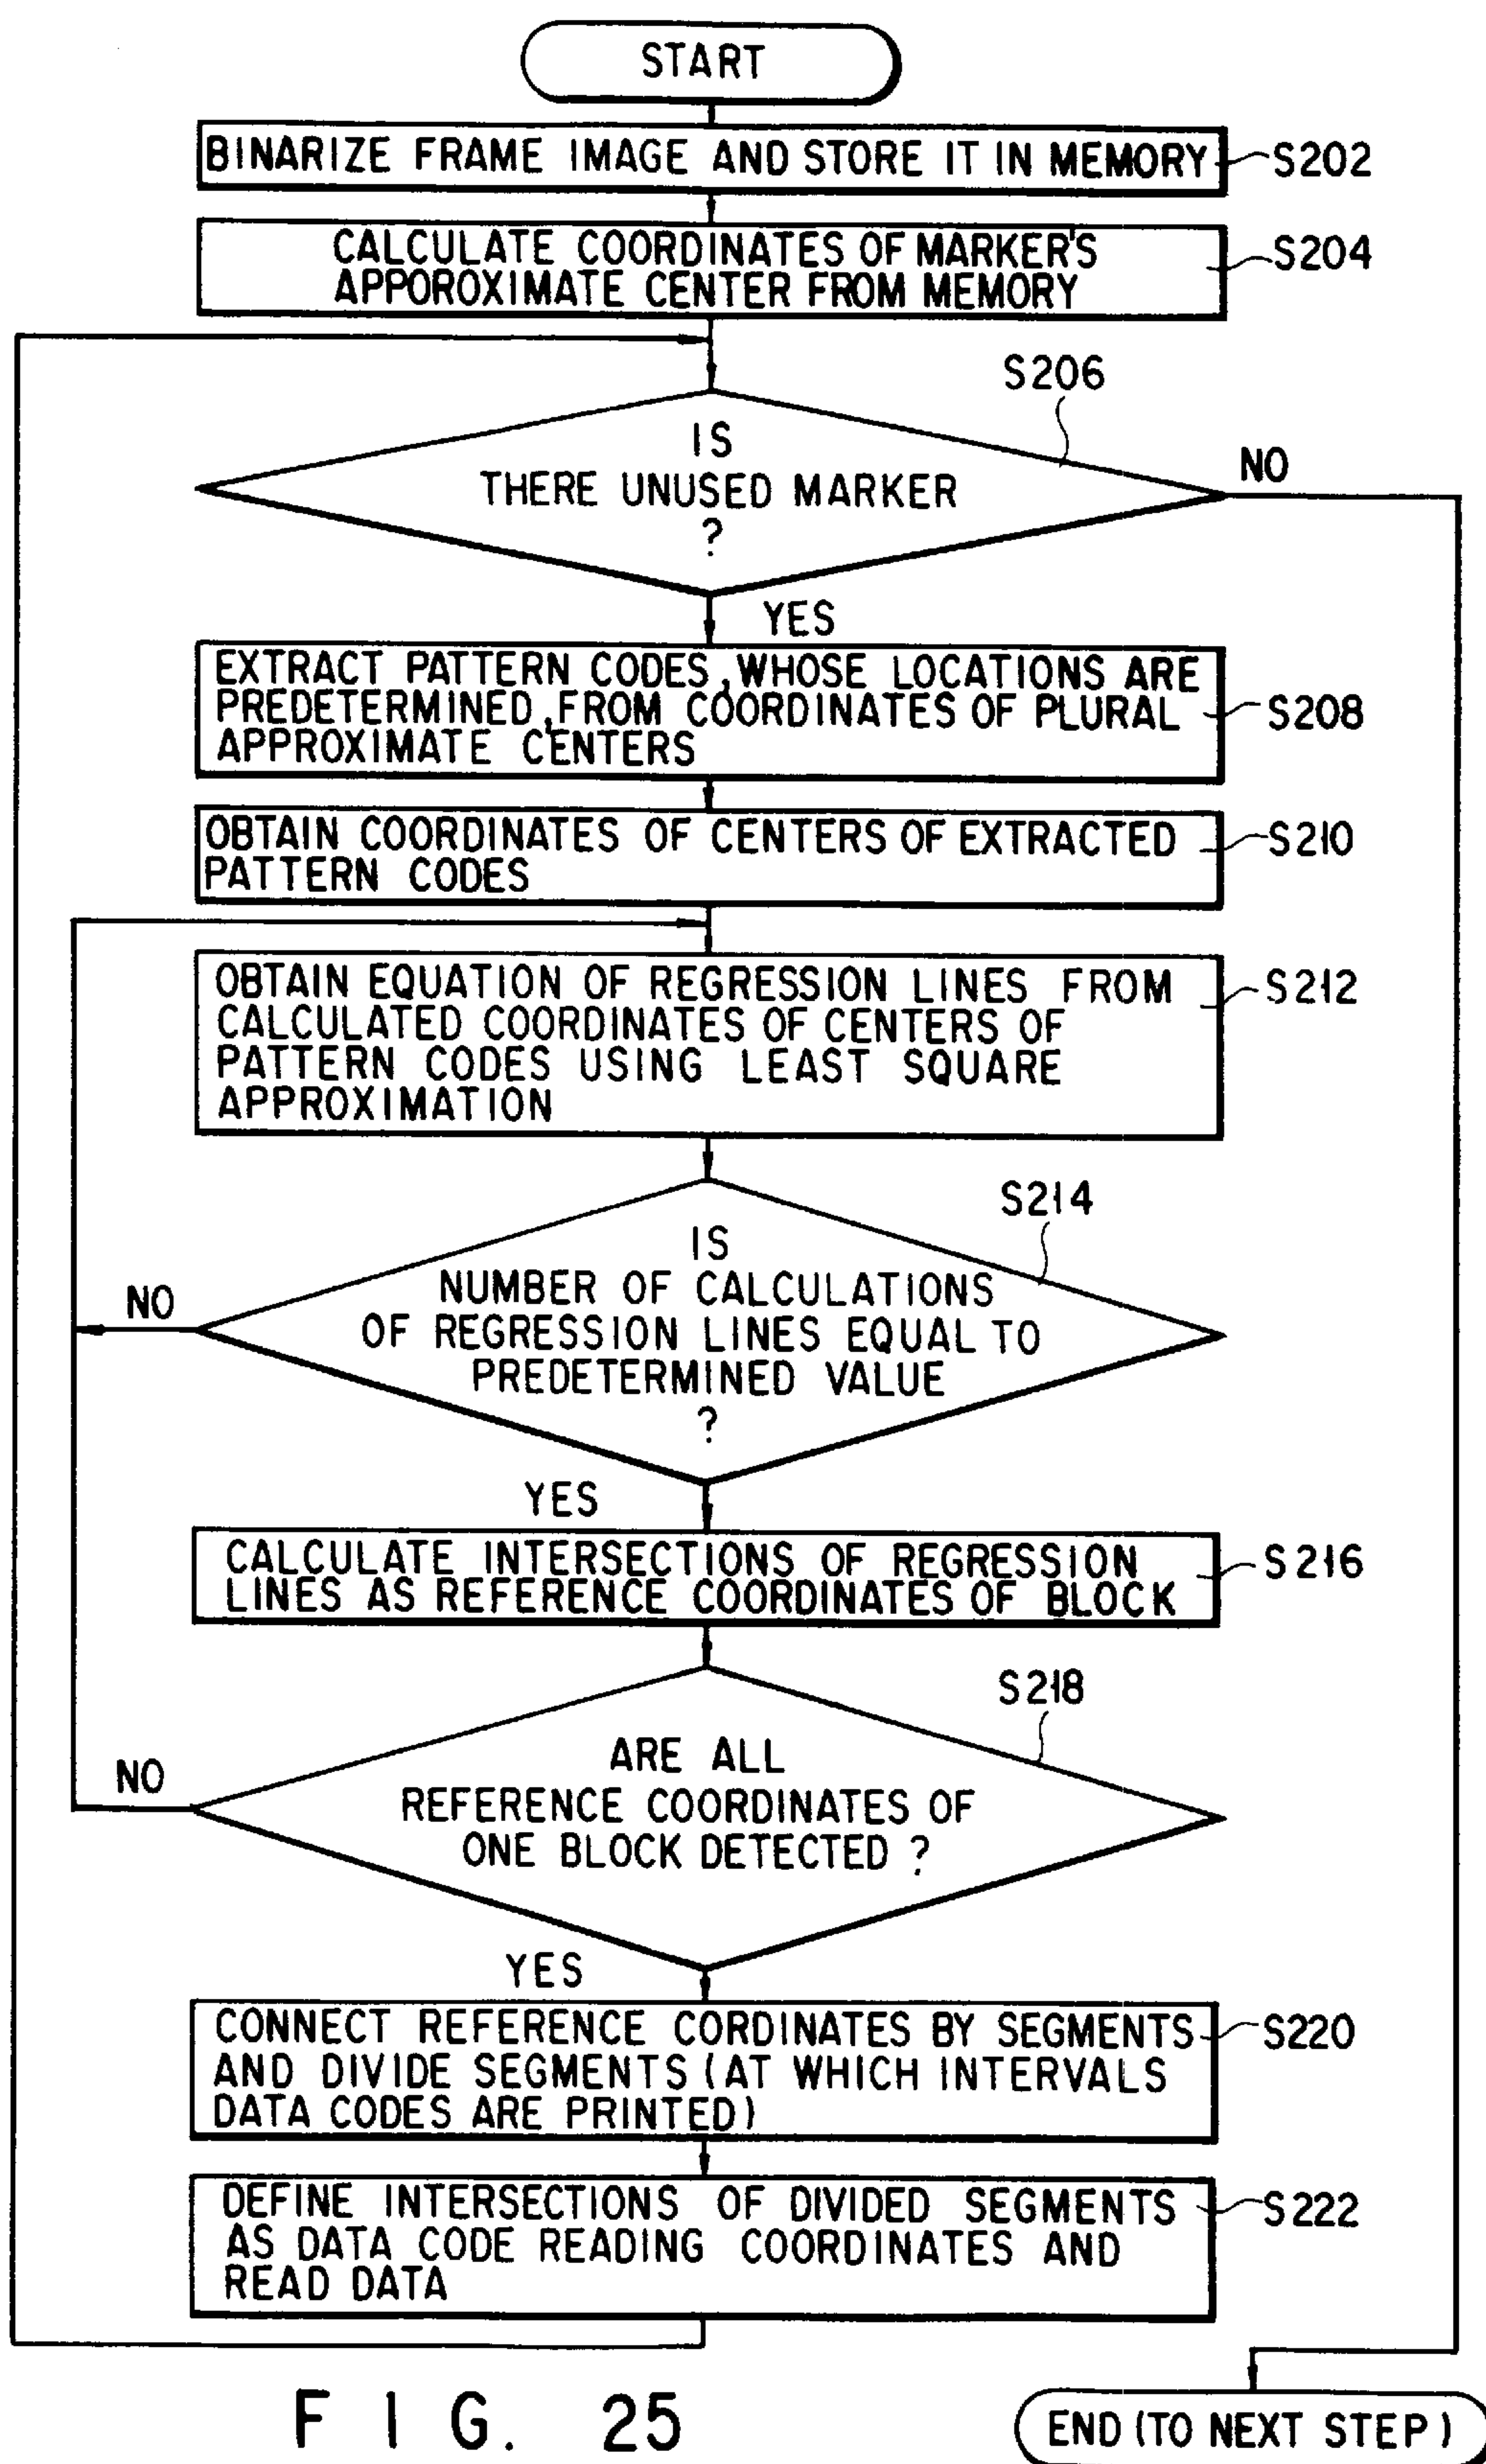 START
BINARIZE FRAME IMAGE AND STORE IT IN MEMORY
S202
CALCULATE COORDINATES OF MARKER'S
APPOROXIMATE CENTER FROM MEMORY
S204
S206
IS
THERE UNUSED MARKER
?
NO
YES
EXTRACT PATTERN CODES, WHOSE LOCATIONS ARE
PREDETERMINED, FROM COORDINATES OF PLURAL
APPROXIMATE CENTERS
S208
OBTAIN COORDINATES OF CENTERS OF EXTRACTED
PATTERN CODES
S210
OBTAIN EQUATION OF REGRESSION LINES FROM
CALCULATED COORDINATES OF CENTERS OF
PATTERN CODES USING LEAST SQUARE
APPROXIMATION
S212
S214
IS
NUMBER OF CALCULATIONS
OF REGRESSION LINES EQUAL TO
PREDETERMINED VALUE
?
NO
YES
CALCULATE INTERSECTIONS OF REGRESSION
LINES AS REFERENCE COORDINATES OF BLOCK
S216
S218
ARE ALL
REFERENCE COORDINATES OF
ONE BLOCK DETECTED ?
NO
YES
CONNECT REFERENCE CORDINATES BY SEGMENTS
AND DIVIDE SEGMENTS (AT WHICH INTERVALS
DATA CODES ARE PRINTED)
S220
DEFINE INTERSECTIONS OF DIVIDED SEGMENTS
AS DATA CODE READING COORDINATES AND
READ DATA
S222
END (TO NEXT STEP)
FIG. 25